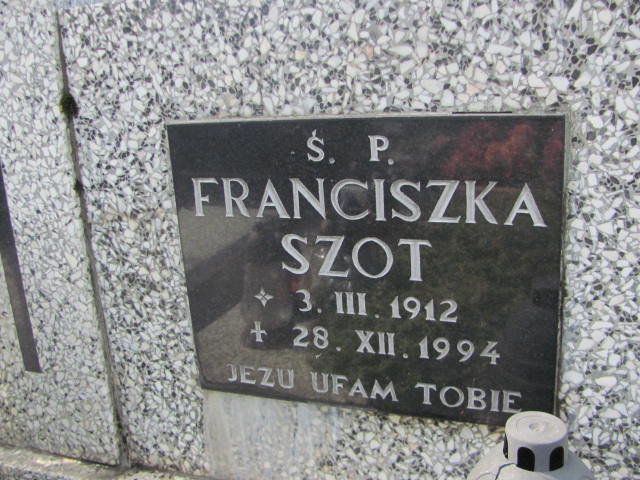 Ś. P.
FRANCISZKA
SZOT
3. III. 1912
✝ 28. XII. 1994
JEZU UFAM TOBIE